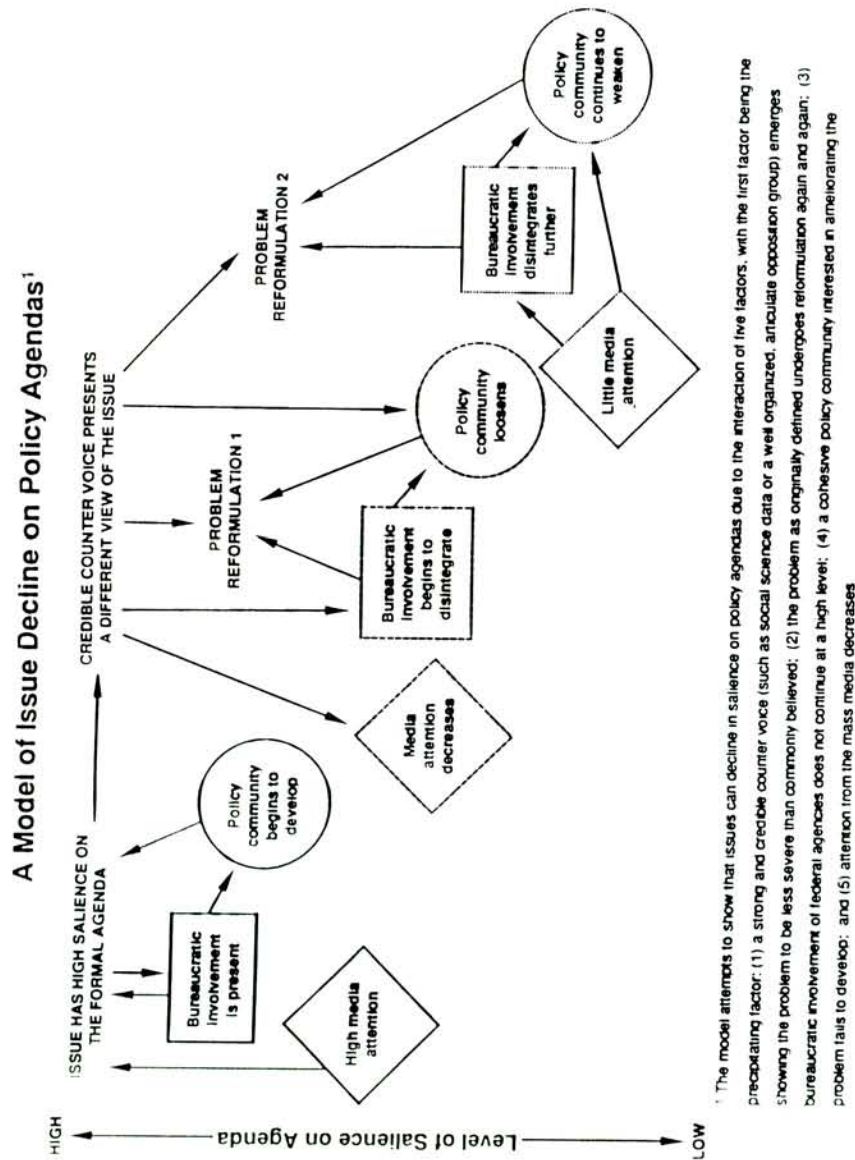 A Model of Issue Decline on Policy Agendas¹
HIGH
Level of Salience on Agenda
LOW
ISSUE HAS HIGH SALIENCE ON
THE FORMAL AGENDA
Bureaucratic
involvement
is present
Policy
community
begins to
develop
High media
attention
CREDIBLE COUNTER VOICE PRESENTS
A DIFFERENT VIEW OF THE ISSUE
PROBLEM
REFORMULATION 1
Media
attention
decreases
Bureaucratic
involvement
begins to
disintegrate
Policy
community
loosens
PROBLEM
REFORMULATION 2
Little media
attention
Bureaucratic
involvement
disintegrates
further
Policy
community
continues to
weaken
¹ The model attempts to show that issues can decline in salience on policy agendas due to the interaction of five factors, with the first factor being the
precipitating factor: (1) a strong and credible counter voice (such as social science data or a well organized, articulate opposition group) emerges
showing the problem to be less severe than commonly believed; (2) the problem as originally defined undergoes reformulation again and again; (3)
bureaucratic involvement of federal agencies does not continue at a high level; (4) a cohesive policy community interested in ameliorating the
problem fails to develop; and (5) attention from the mass media decreases